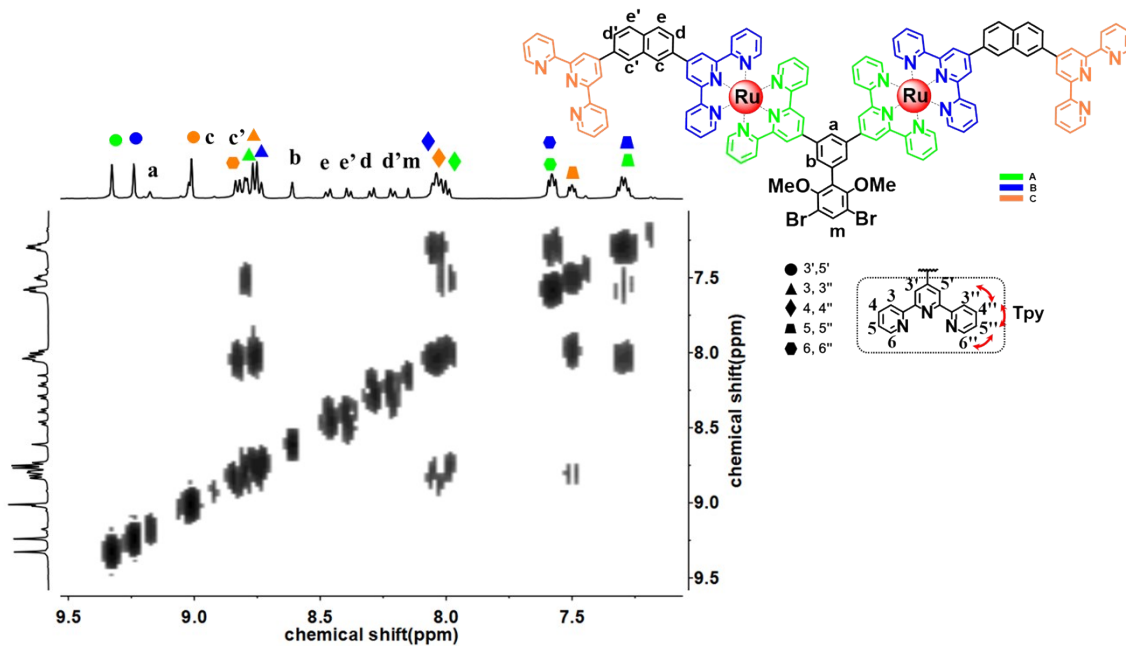 e' e
d' d
c' c
N N N N N N
N N N N N N
Ru Ru
N N N N N N
a
b
MeO OMe
Br Br
m
A
B
C
a c c' b e e' d d' m
3',5'
3, 3''
4, 4''
5, 5''
6, 6''
3' 5'
4 3 3'' 4''
5 N N N 5''
6 6''
Tpy
7.5
8.0
8.5
9.0
9.5
chemical shift(ppm)
9.5 9.0 8.5 8.0 7.5
chemical shift(ppm)